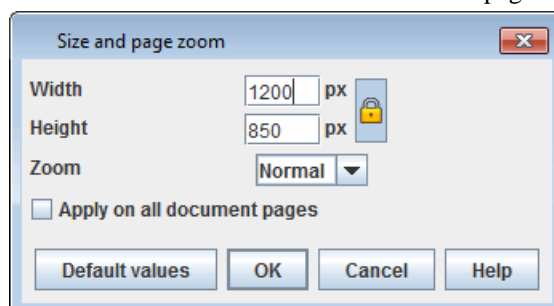 Size and page zoom
Width 1200 px
Height 850 px
Zoom Normal
Apply on all document pages
Default values OK Cancel Help